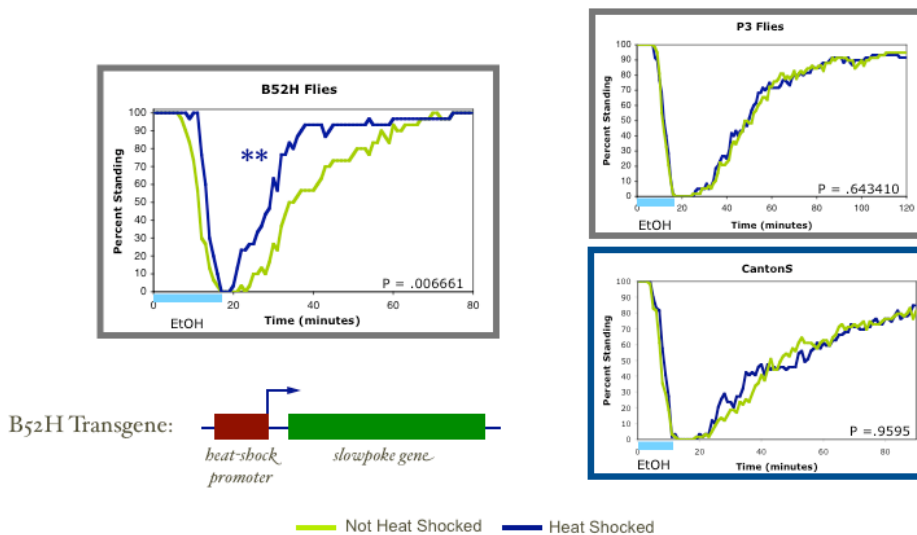 B52H Flies
Percent Standing
100
90
80
70
60
50
40
30
20
10
0
**
P = .006661
0 20 40 60 80
EtOH
Time (minutes)
P3 Flies
Percent Standing
100
90
80
70
60
50
40
30
20
10
0
P = .643410
0 20 40 60 80 100 120
EtOH
Time (minutes)
CantonS
Percent Standing
100
90
80
70
60
50
40
30
20
10
0
P =.9595
0 20 40 60 80
EtOH
Time (minutes)
B52H Transgene:
heat-shock
promoter
slowpoke gene
Not Heat Shocked
Heat Shocked